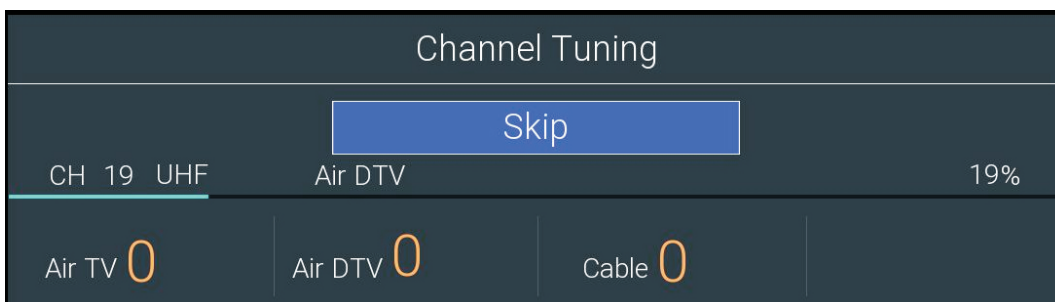 Channel Tuning
Skip
CH 19 UHF Air DTV 19%
Air TV 0 Air DTV 0 Cable 0